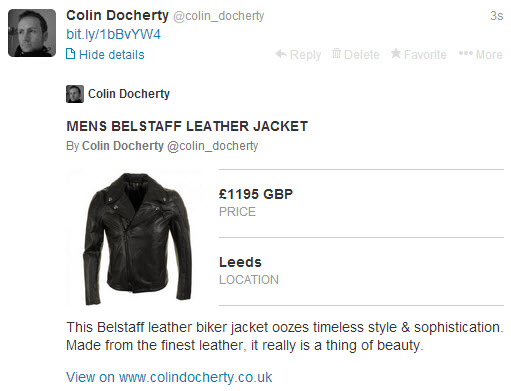 Colin Docherty @colin_docherty 3s
bit.ly/1bBvYW4
Hide details Reply Delete Favorite More
Colin Docherty
MENS BELSTAFF LEATHER JACKET
By Colin Docherty @colin_docherty
£1195 GBP
PRICE
Leeds
LOCATION
This Belstaff leather biker jacket oozes timeless style & sophistication.
Made from the finest leather, it really is a thing of beauty.
View on www.colindocherty.co.uk